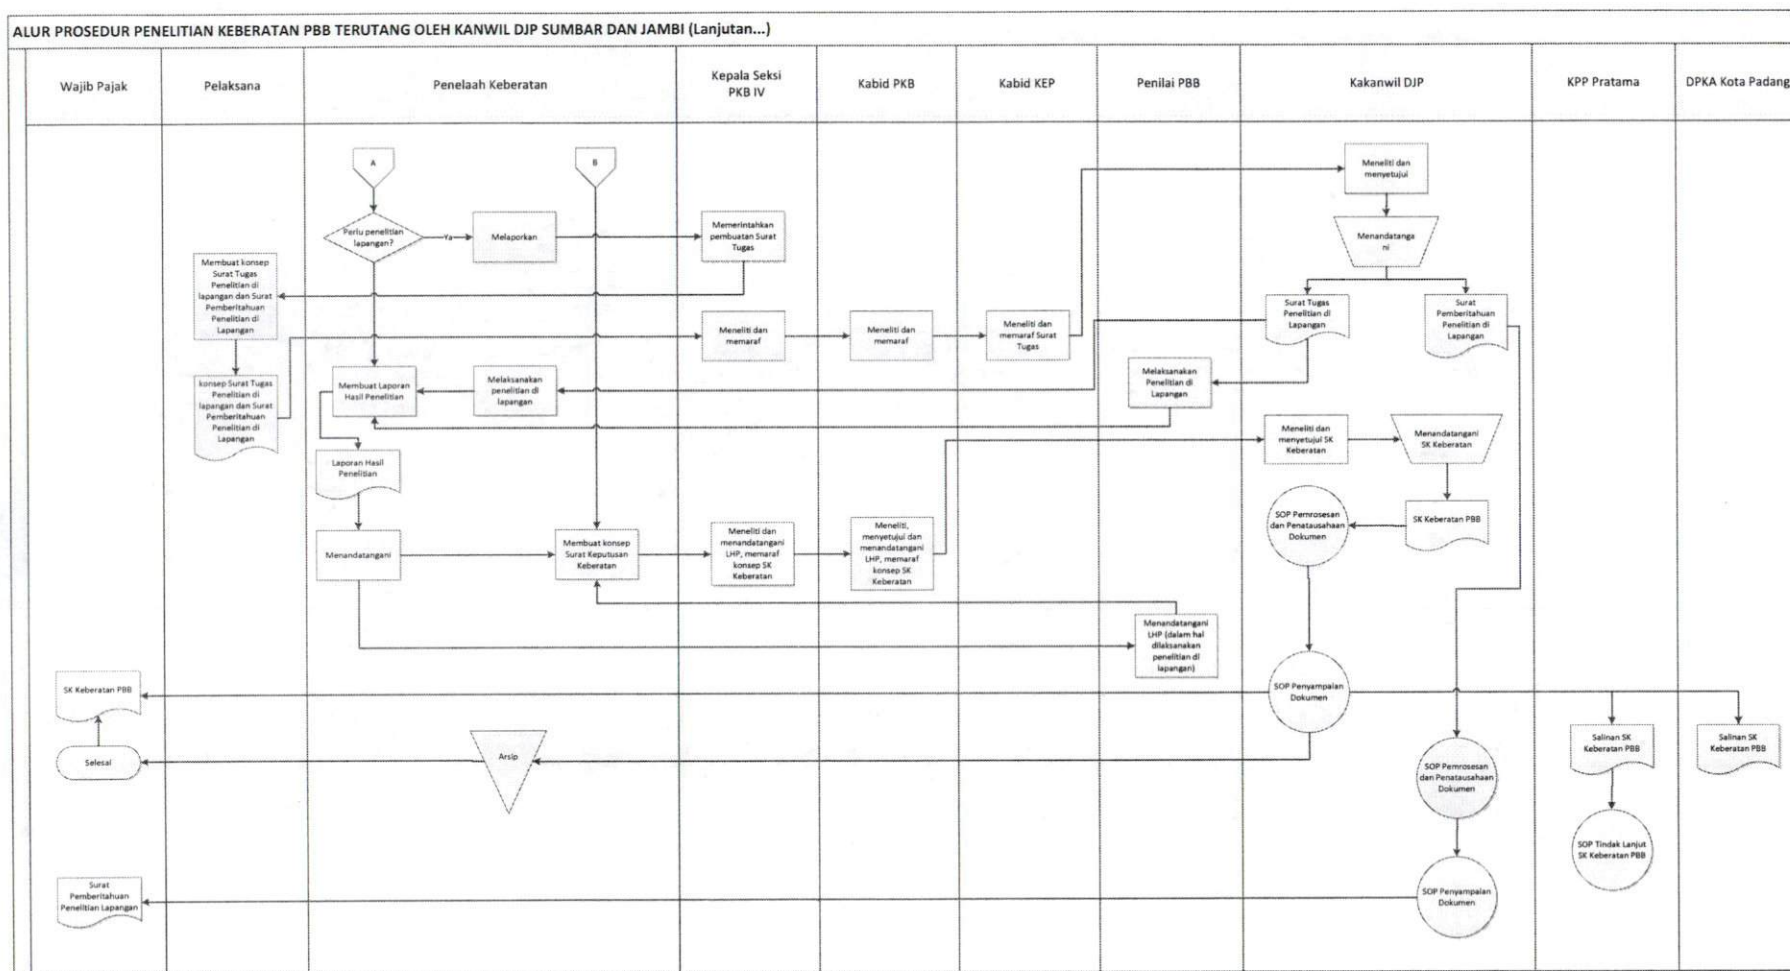 ALUR PROSEDUR PENELITIAN KEBERATAN PBB TERUTANG OLEH KANWIL DJP SUMBAR DAN JAMBI (Lanjutan...)
Wajib Pajak
Pelaksana
Penelaah Keberatan
Kepala Seksi
PKB IV
Kabid PKB
Kabid KEP
Penilai PBB
Kakanwil DJP
KPP Pratama
DPKA Kota Padang
A
B
Meneliti dan
menyetujui
Perlu penelitian
lapangan?
Ya
Melaporkan
Memerintahkan
pembuatan Surat
Tugas
Menandatanga
ni
Membuat konsep
Surat Tugas
Penelitian di
lapangan dan Surat
Pemberitahuan
Penelitian di
Lapangan
Surat Tugas
Penelitian di
Lapangan
Surat
Pemberitahuan
Penelitian di
Lapangan
Meneliti dan
memaraf
Meneliti dan
memaraf
Meneliti dan
memaraf Surat
Tugas
konsep Surat Tugas
Penelitian di
lapangan dan Surat
Pemberitahuan
Penelitian di
Lapangan
Membuat Laporan
Hasil Penelitian
Melaksanakan
penelitian di
lapangan
Melaksanakan
Penelitian di
Lapangan
Meneliti dan
menyetujui SK
Keberatan
Menandatangani
SK Keberatan
Laporan Hasil
Penelitian
SOP Pemrosesan
dan Penatausahaan
Dokumen
SK Keberatan PBB
Menandatangani
Membuat konsep
Surat Keputusan
Keberatan
Meneliti dan
menandatangani
LHP, memaraf
konsep SK
Keberatan
Meneliti,
menyetujui dan
menandatangani
LHP, memaraf
konsep SK
Keberatan
Menandatangani
LHP (dalam hal
dilaksanakan
penelitian di
lapangan)
SK Keberatan PBB
SOP Penyampaian
Dokumen
Salinan SK
Keberatan PBB
Salinan SK
Keberatan PBB
Selesai
Arsip
SOP Pemrosesan
dan Penatausahaan
Dokumen
SOP Tindak Lanjut
SK Keberatan PBB
Surat
Pemberitahuan
Penelitian Lapangan
SOP Penyampaian
Dokumen